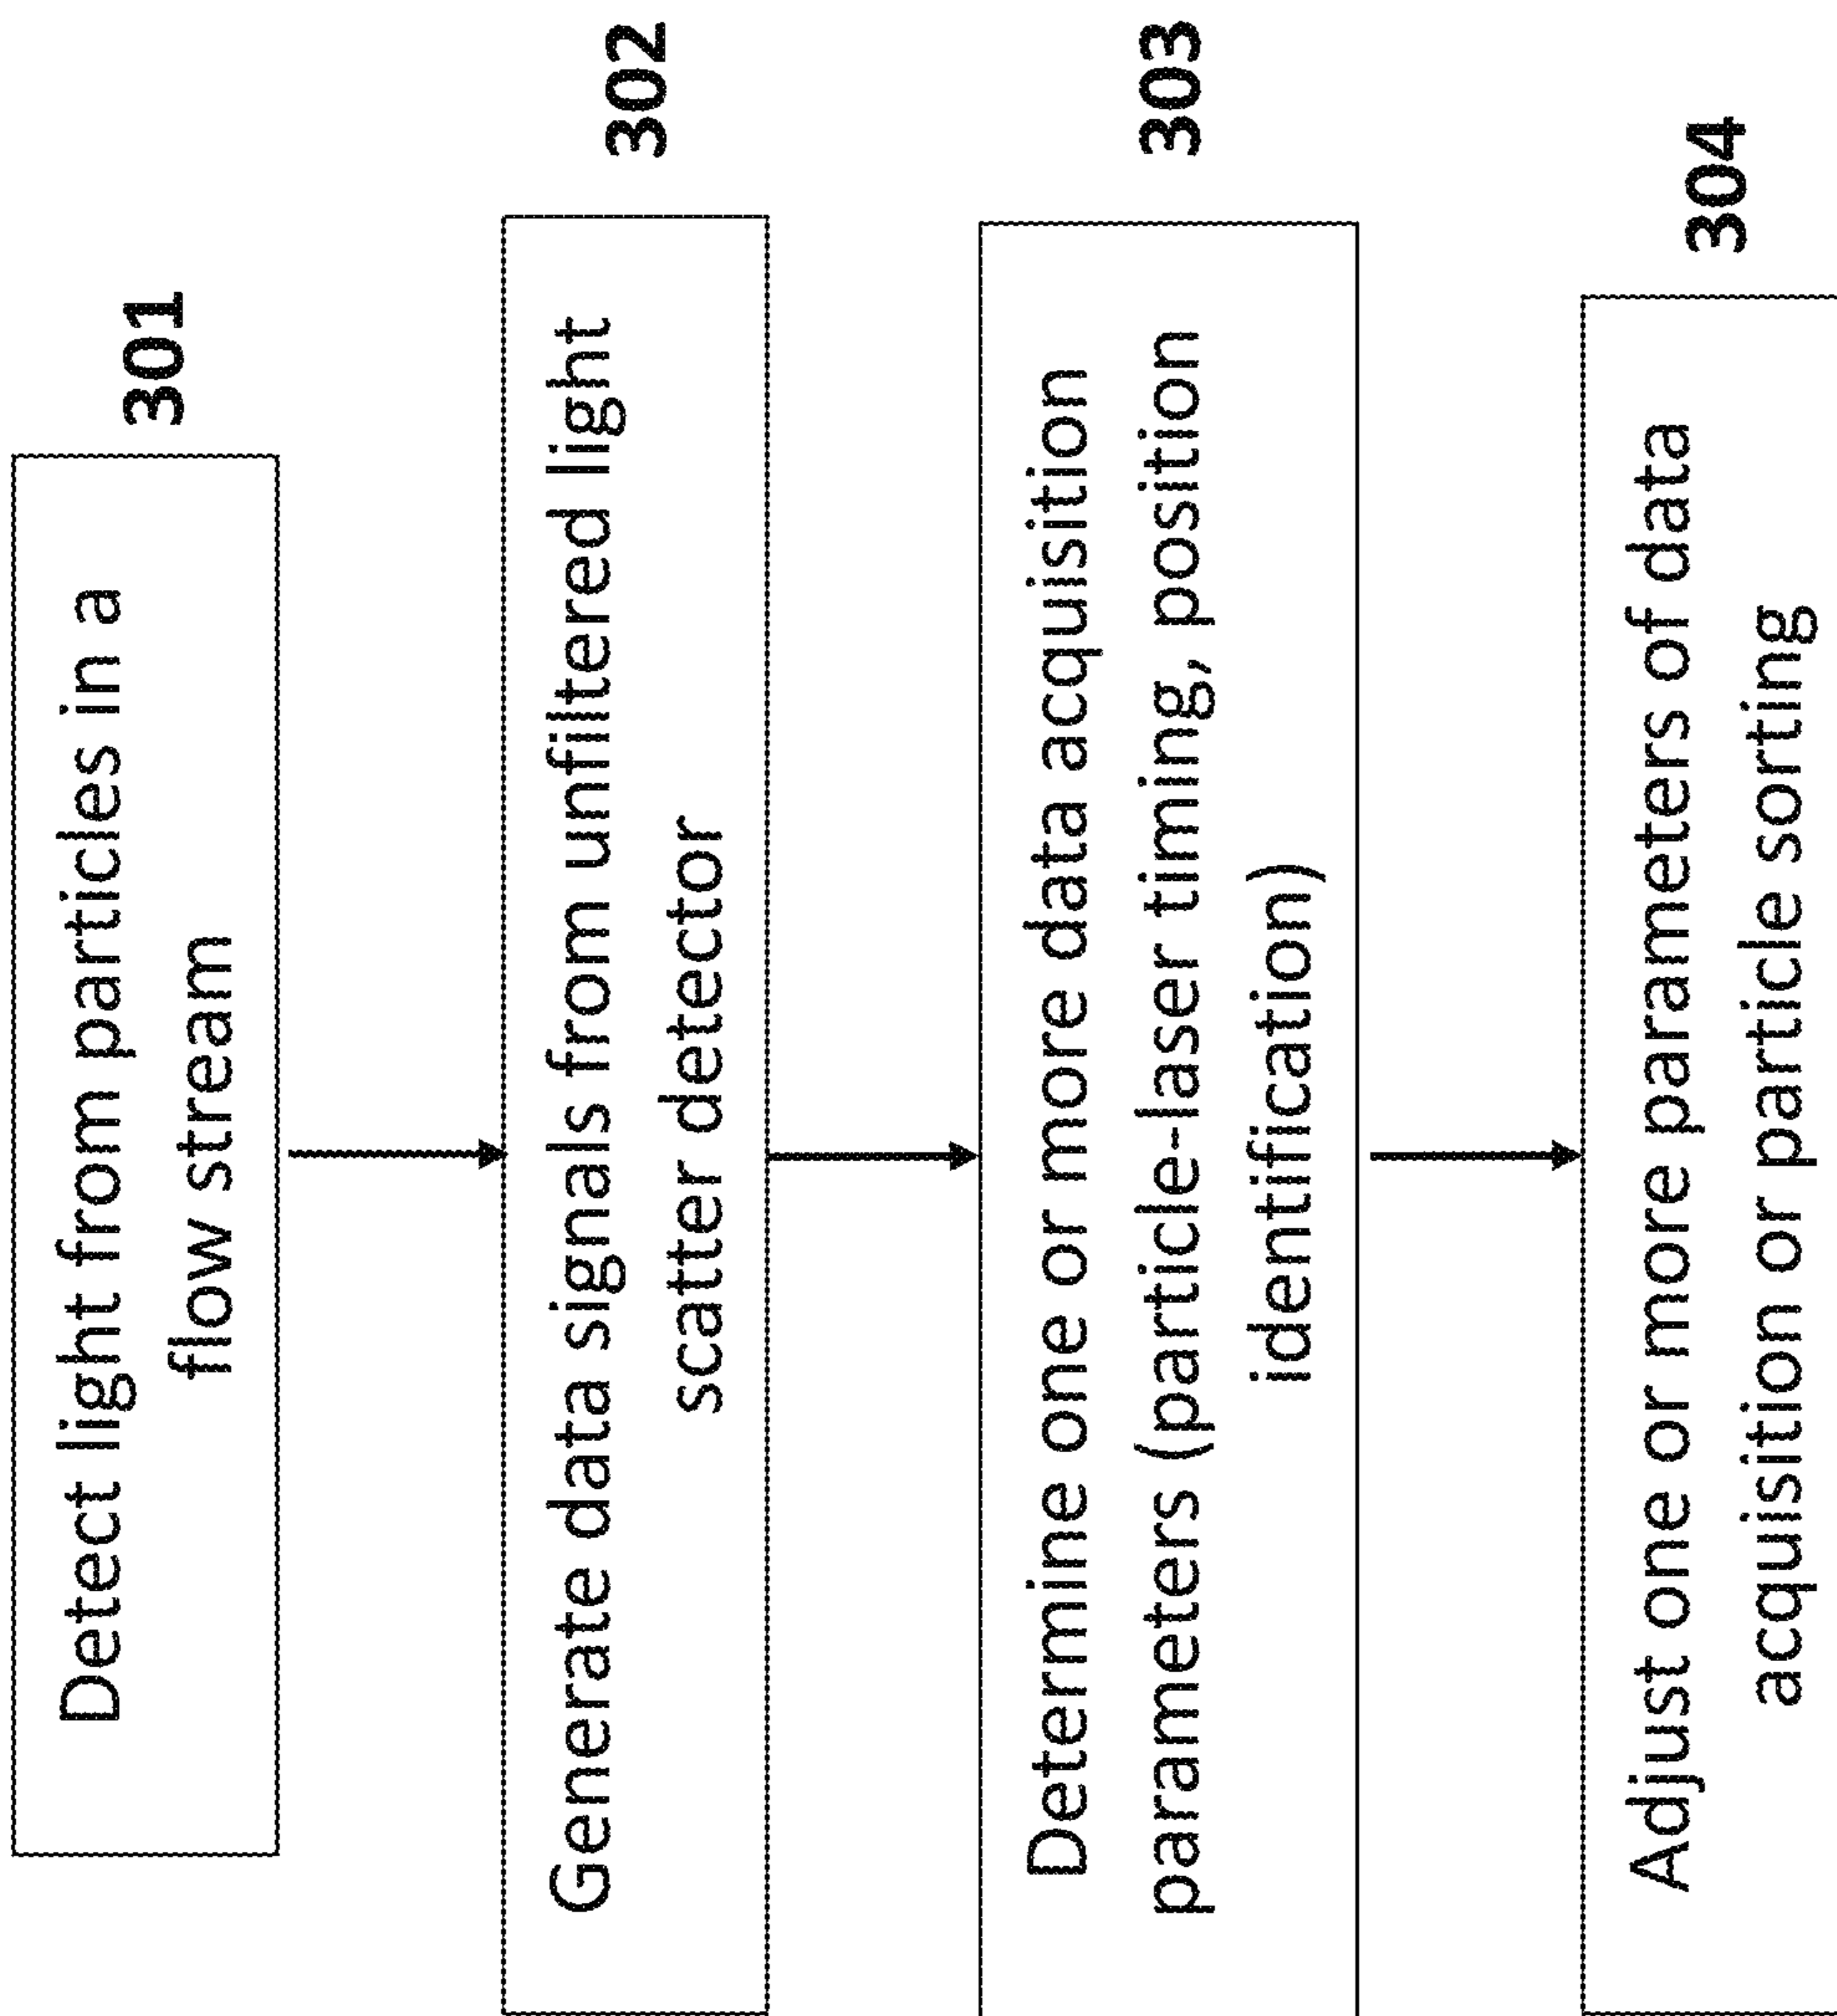 Detect light from particles in a
flow stream
301
Generate data signals from unfiltered light
scatter detector
302
Determine one or more data acquisition
parameters (particle-laser timing, position
identification)
303
Adjust one or more parameters of data
acquisition or particle sorting
304